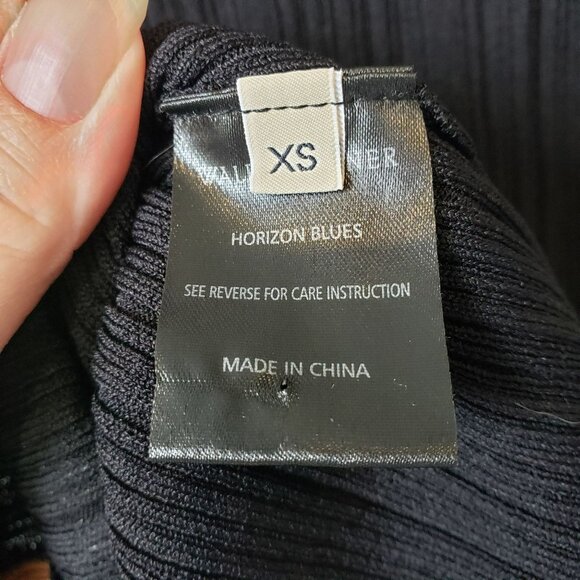 XS
HORIZON BLUES
SEE REVERSE FOR CARE INSTRUCTION
MADE IN CHINA